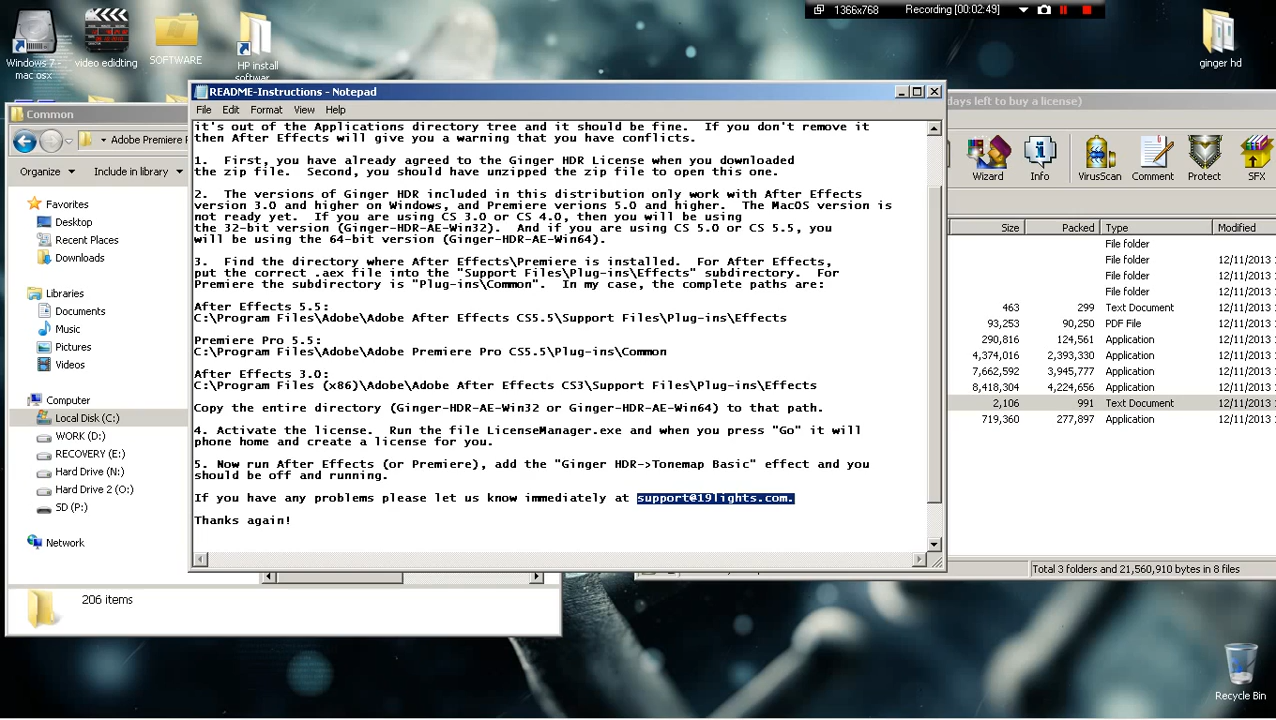 1366x768
Recording [00:02:49]
Windows 7 -
mac osx
video edidting
SOFTWARE
HP install
softwar
ginger hd
Common
Adobe Premiere
Organize
Include in library
Favorites
Desktop
Recent Places
Downloads
Libraries
Documents
Music
Pictures
Videos
Computer
Local Disk (C:)
WORK (D:)
RECOVERY (E:)
Hard Drive (N:)
Hard Drive 2 (O:)
SD (P:)
Network
206 items
README-Instructions - Notepad
File Edit Format View Help
it's out of the Applications directory tree and it should be fine. If you don't remove it
then After Effects will give you a warning that you have conflicts.
1. First, you have already agreed to the Ginger HDR License when you downloaded
the zip file. Second, you should have unzipped the zip file to open this one.
2. The versions of Ginger HDR included in this distribution only work with After Effects
version 3.0 and higher on Windows, and Premiere verions 5.0 and higher. The MacOS version is
not ready yet. If you are using CS 3.0 or CS 4.0, then you will be using
the 32-bit version (Ginger-HDR-AE-Win32). And if you are using CS 5.0 or CS 5.5, you
will be using the 64-bit version (Ginger-HDR-AE-Win64).
3. Find the directory where After Effects\Premiere is installed. For After Effects,
put the correct .aex file into the "Support Files\Plug-ins\Effects" subdirectory. For
Premiere the subdirectory is "Plug-ins\Common". In my case, the complete paths are:
After Effects 5.5:
C:\Program Files\Adobe\Adobe After Effects CS5.5\Support Files\Plug-ins\Effects
Premiere Pro 5.5:
C:\Program Files\Adobe\Adobe Premiere Pro CS5.5\Plug-ins\Common
After Effects 3.0:
C:\Program Files (x86)\Adobe\Adobe After Effects CS3\Support Files\Plug-ins\Effects
Copy the entire directory (Ginger-HDR-AE-Win32 or Ginger-HDR-AE-Win64) to that path.
4. Activate the license. Run the file LicenseManager.exe and when you press "Go" it will
phone home and create a license for you.
5. Now run After Effects (or Premiere), add the "Ginger HDR->Tonemap Basic" effect and you
should be off and running.
If you have any problems please let us know immediately at support@19lights.com.
Thanks again!
days left to buy a license)
Wizard Info VirusScan Comment Protect SFX
Size Packed Type Modified
File folder 12/11/2013 1
File folder 12/11/2013 1
File folder 12/11/2013 1
463 299 Text Document 12/11/2013 1
93,253 90,250 PDF File 12/11/2013 1
290,816 124,561 Application 12/11/2013 1
4,374,016 2,393,330 Application 12/11/2013 1
7,662,592 3,945,777 Application 12/11/2013 1
8,418,304 4,224,656 Application 12/11/2013 1
2,106 991 Text Document 12/11/2013 1
719,360 277,897 Application 12/11/2013 1
Total 3 folders and 21,560,910 bytes in 8 files
Recycle Bin